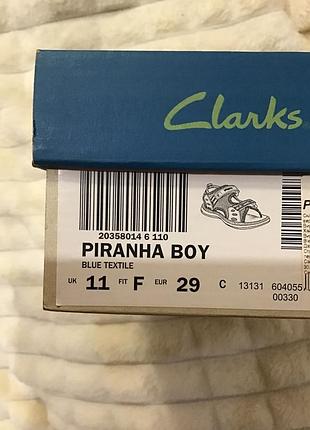 Clarks
20358014 6 110
PIRANHA BOY
BLUE TEXTILE
UK 11 FIT F EUR 29 C 13131 604055
00330